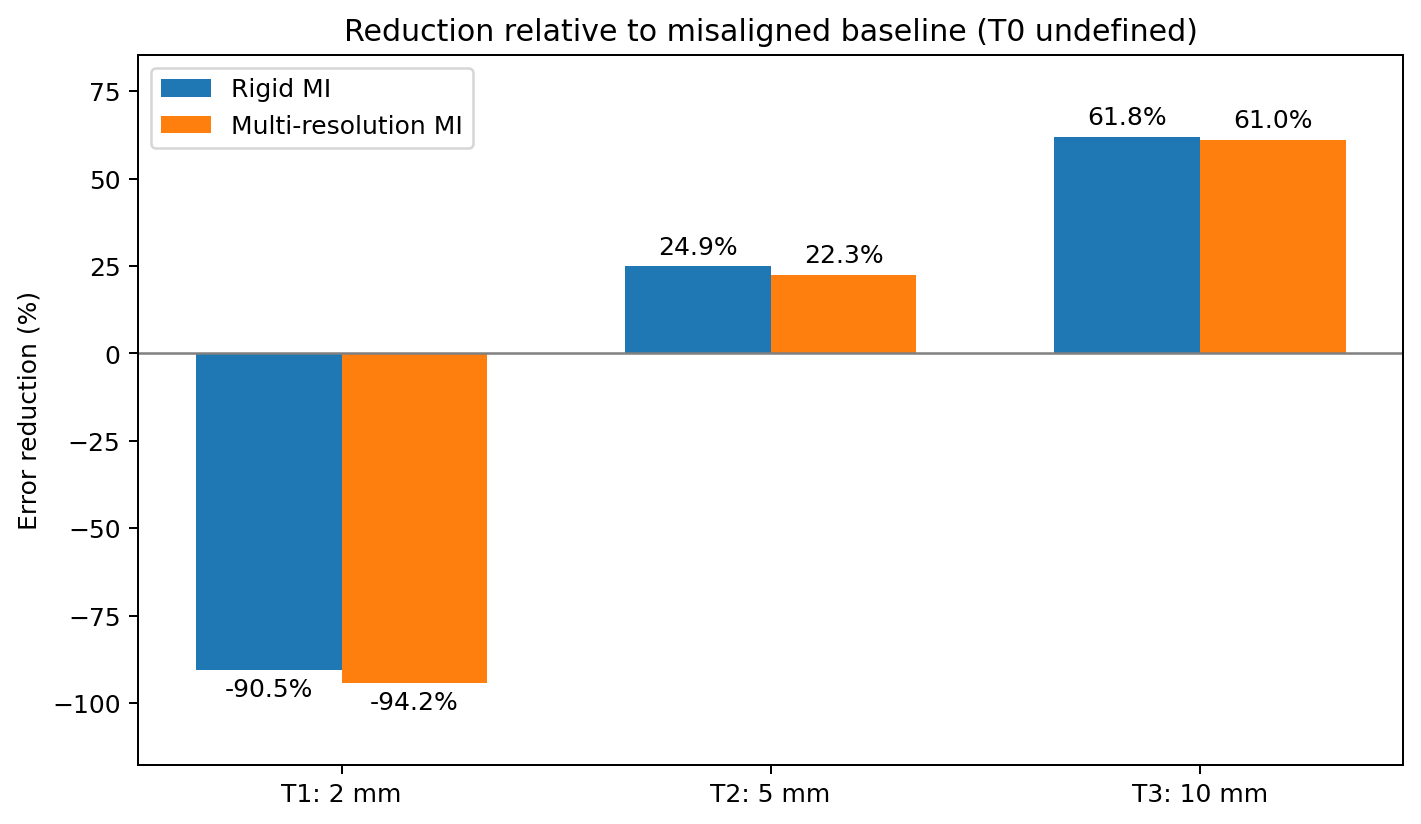 Reduction relative to misaligned baseline (T0 undefined)
Rigid MI
Multi-resolution MI
Error reduction (%)
75
50
25
0
−25
−50
−75
−100
-90.5%
-94.2%
24.9%
22.3%
61.8%
61.0%
T1: 2 mm
T2: 5 mm
T3: 10 mm